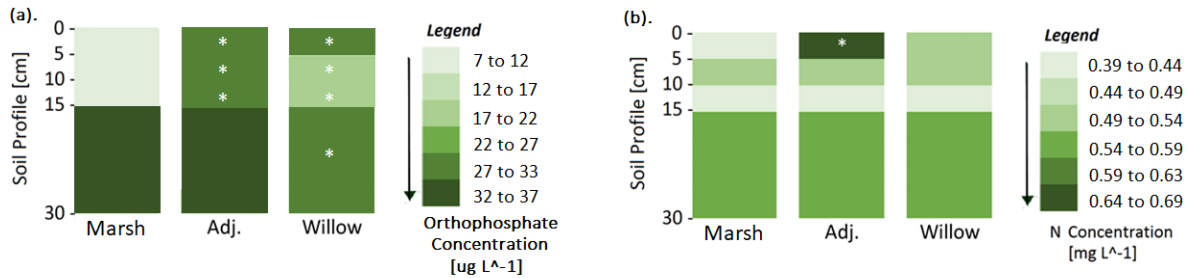 (a).
Soil Profile [cm]
0
5
10
15
30
*
*
*
*
*
*
*
Marsh
Adj.
Willow
Legend
7 to 12
12 to 17
17 to 22
22 to 27
27 to 33
32 to 37
Orthophosphate
Concentration
[ug L^-1]
(b).
Soil Profile [cm]
0
5
10
15
30
*
Marsh
Adj.
Willow
Legend
0.39 to 0.44
0.44 to 0.49
0.49 to 0.54
0.54 to 0.59
0.59 to 0.63
0.64 to 0.69
N Concentration
[mg L^-1]